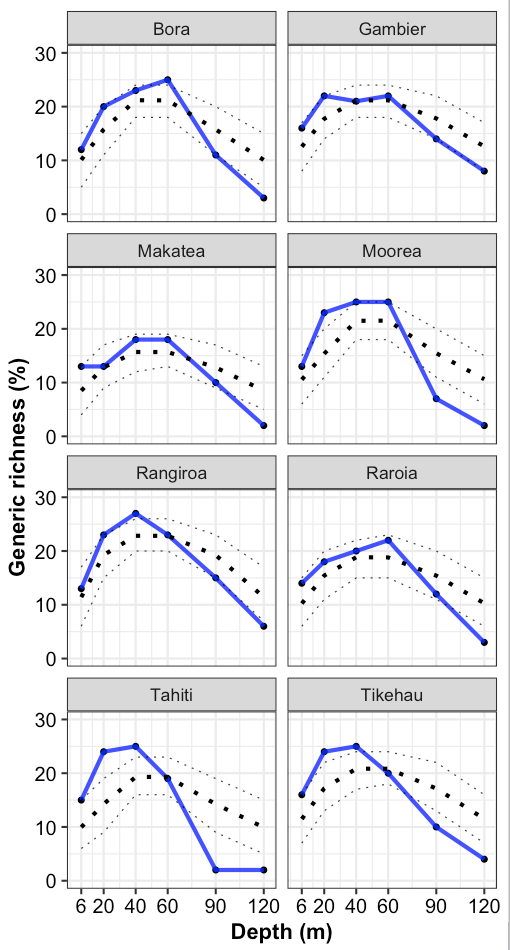 Bora Gambier
30 20 10 0
Makatea Moorea
30 20 10 0
Generic richness (%)
Rangiroa Raroia
30 20 10 0
Tahiti Tikehau
30 20 10 0
6 20 40 60 90 120 6 20 40 60 90 120
Depth (m)